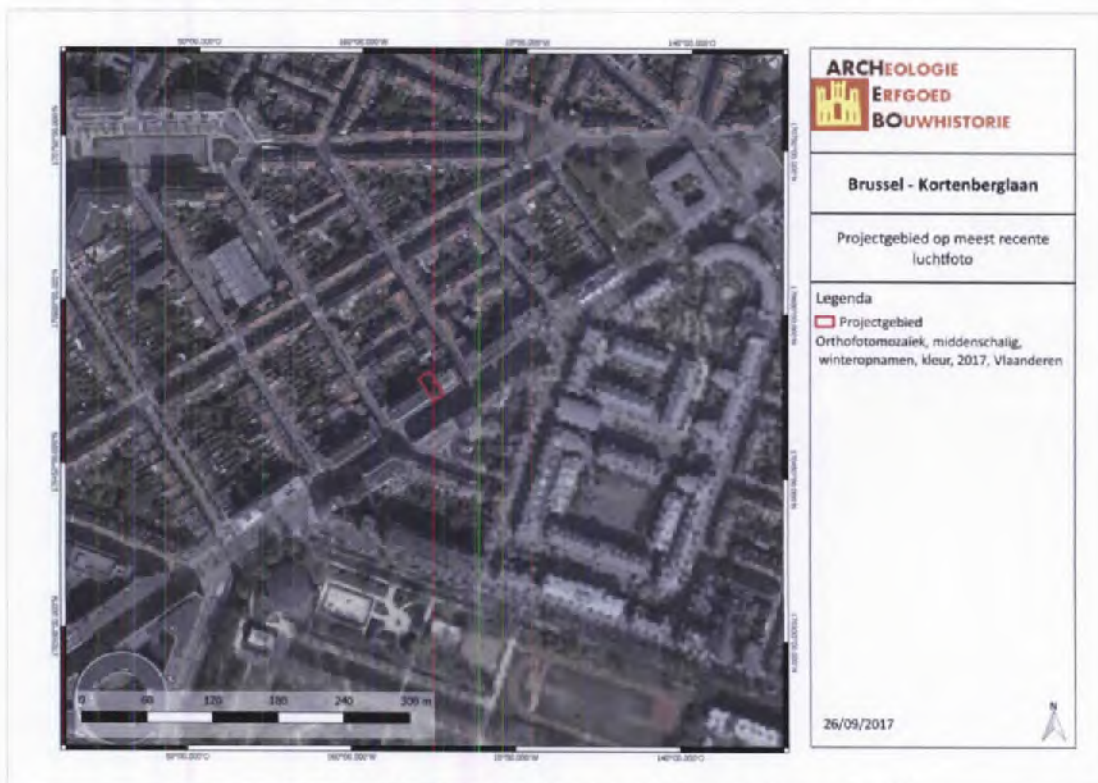 ARCHEOLOGIE
ERFGOED
BOUWHISTORIE
Brussel - Kortenberglaan
Projectgebied op meest recente
luchtfoto
Legenda
Projectgebied
Orthofotomozaïek, middenschalig,
winteropnamen, kleur, 2017, Vlaanderen
0 60 120 180 240 300 m
26/09/2017
N